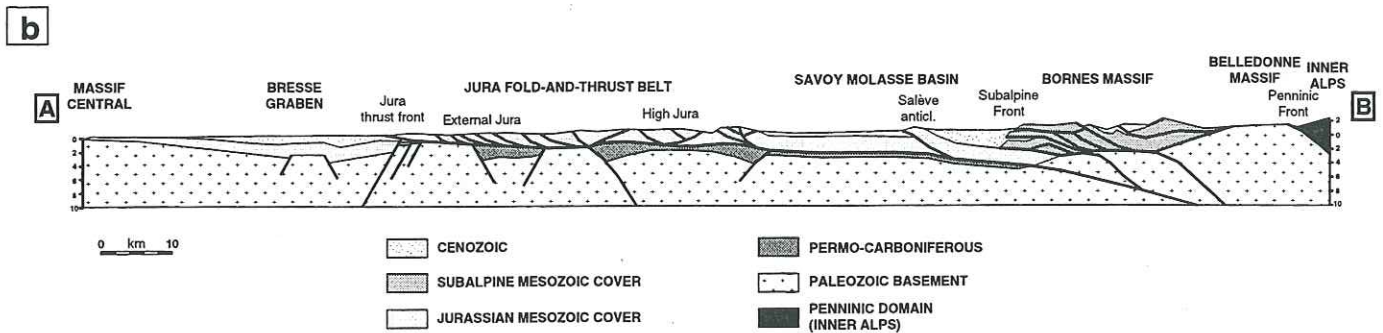 b
A
MASSIF
CENTRAL
BRESSE
GRABEN
Jura
thrust front
JURA FOLD-AND-THRUST BELT
External Jura
High Jura
SAVOY MOLASSE BASIN
Salève
anticl.
Subalpine
Front
BORNES MASSIF
BELLEDONNE
MASSIF
INNER
ALPS
Penninic
Front
B
0
2
4
6
8
10
2
0
2
4
6
8
10
0 km 10
CENOZOIC
SUBALPINE MESOZOIC COVER
JURASSIAN MESOZOIC COVER
PERMO-CARBONIFEROUS
PALEOZOIC BASEMENT
PENNINIC DOMAIN
(INNER ALPS)